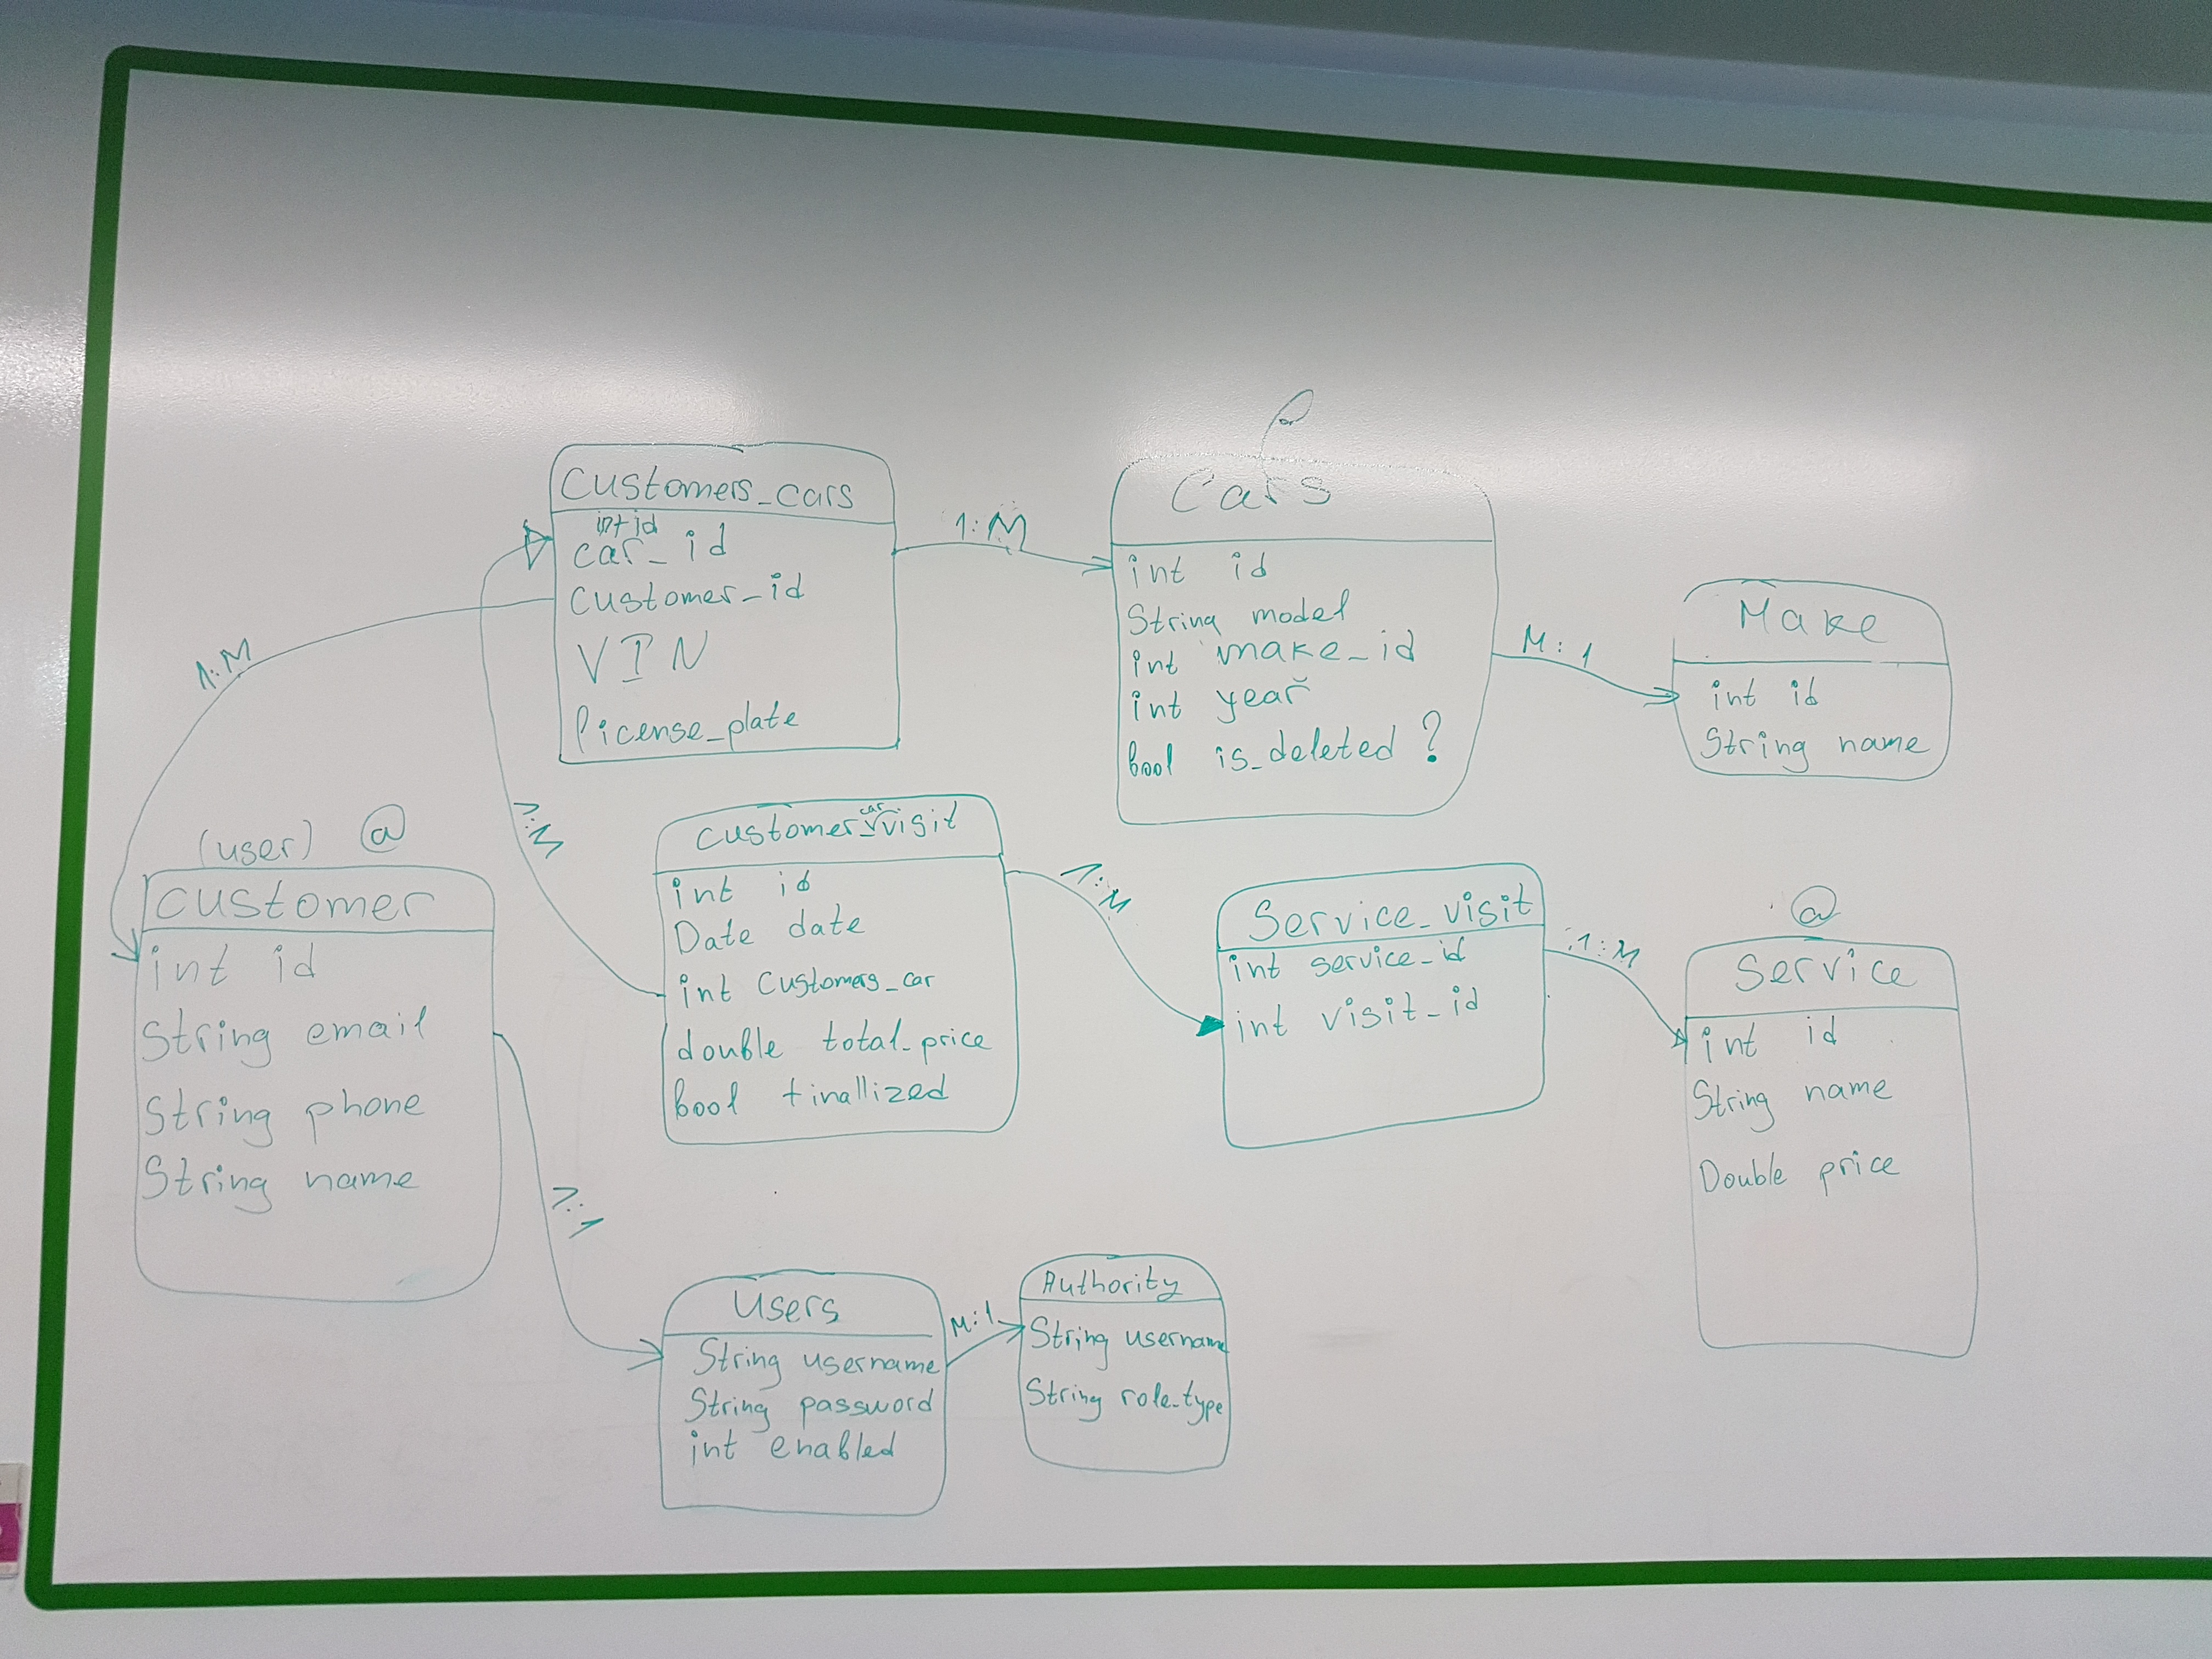 Customers_cars
int id
car_id
customer_id
VIN
license_plate
1:M
Cars
int id
String model
int make_id
int year
bool is_deleted ?
M:1
Make
int id
String name
1:M
(user) @
customer
int id
String email
String phone
String name
1:M
customer_visit
car
int id
Date date
int Customers_car
double total_price
bool finallized
1:M
Service_visit
int service_id
int visit_id
1:M
@
Service
int id
String name
Double price
1:1
Users
String username
String password
int enabled
M:1
Authority
String username
String role_type